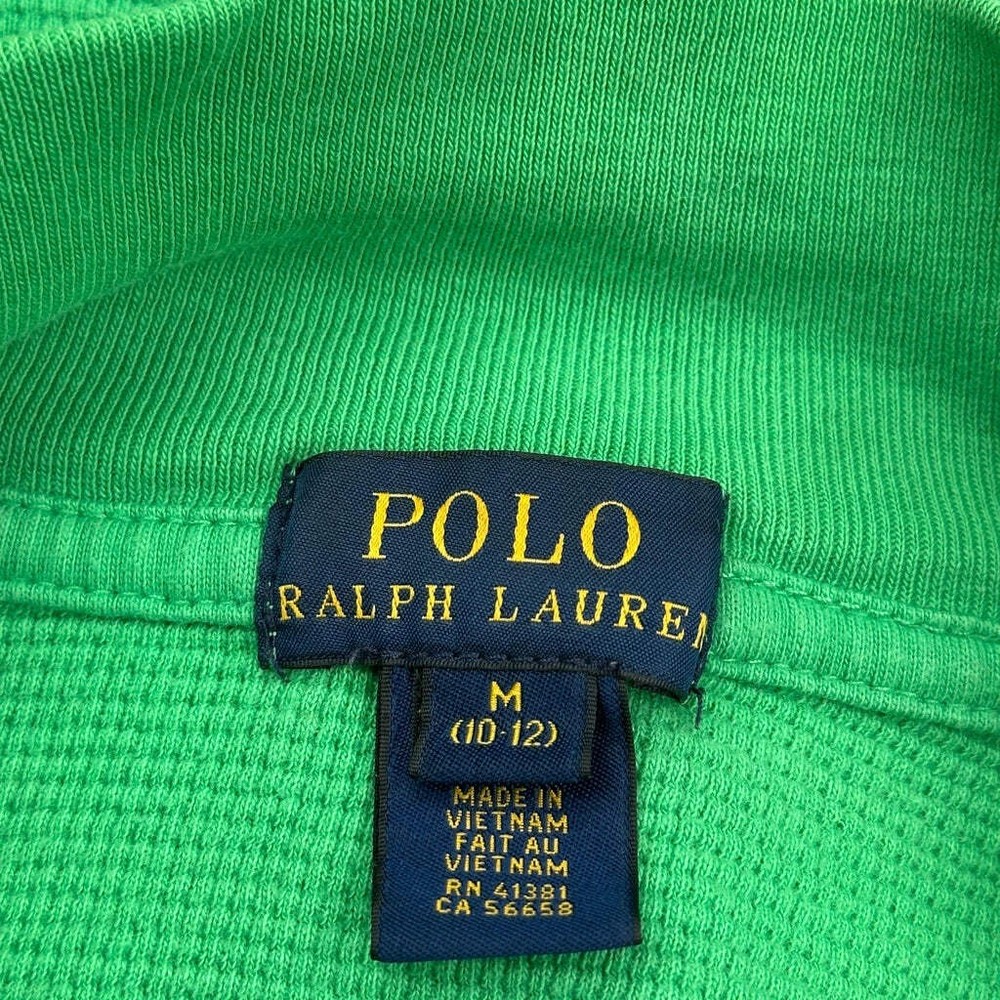 POLO
RALPH LAUREN
M
(10-12)
MADE IN
VIETNAM
FAIT AU
VIETNAM
RN 41381
CA 56658